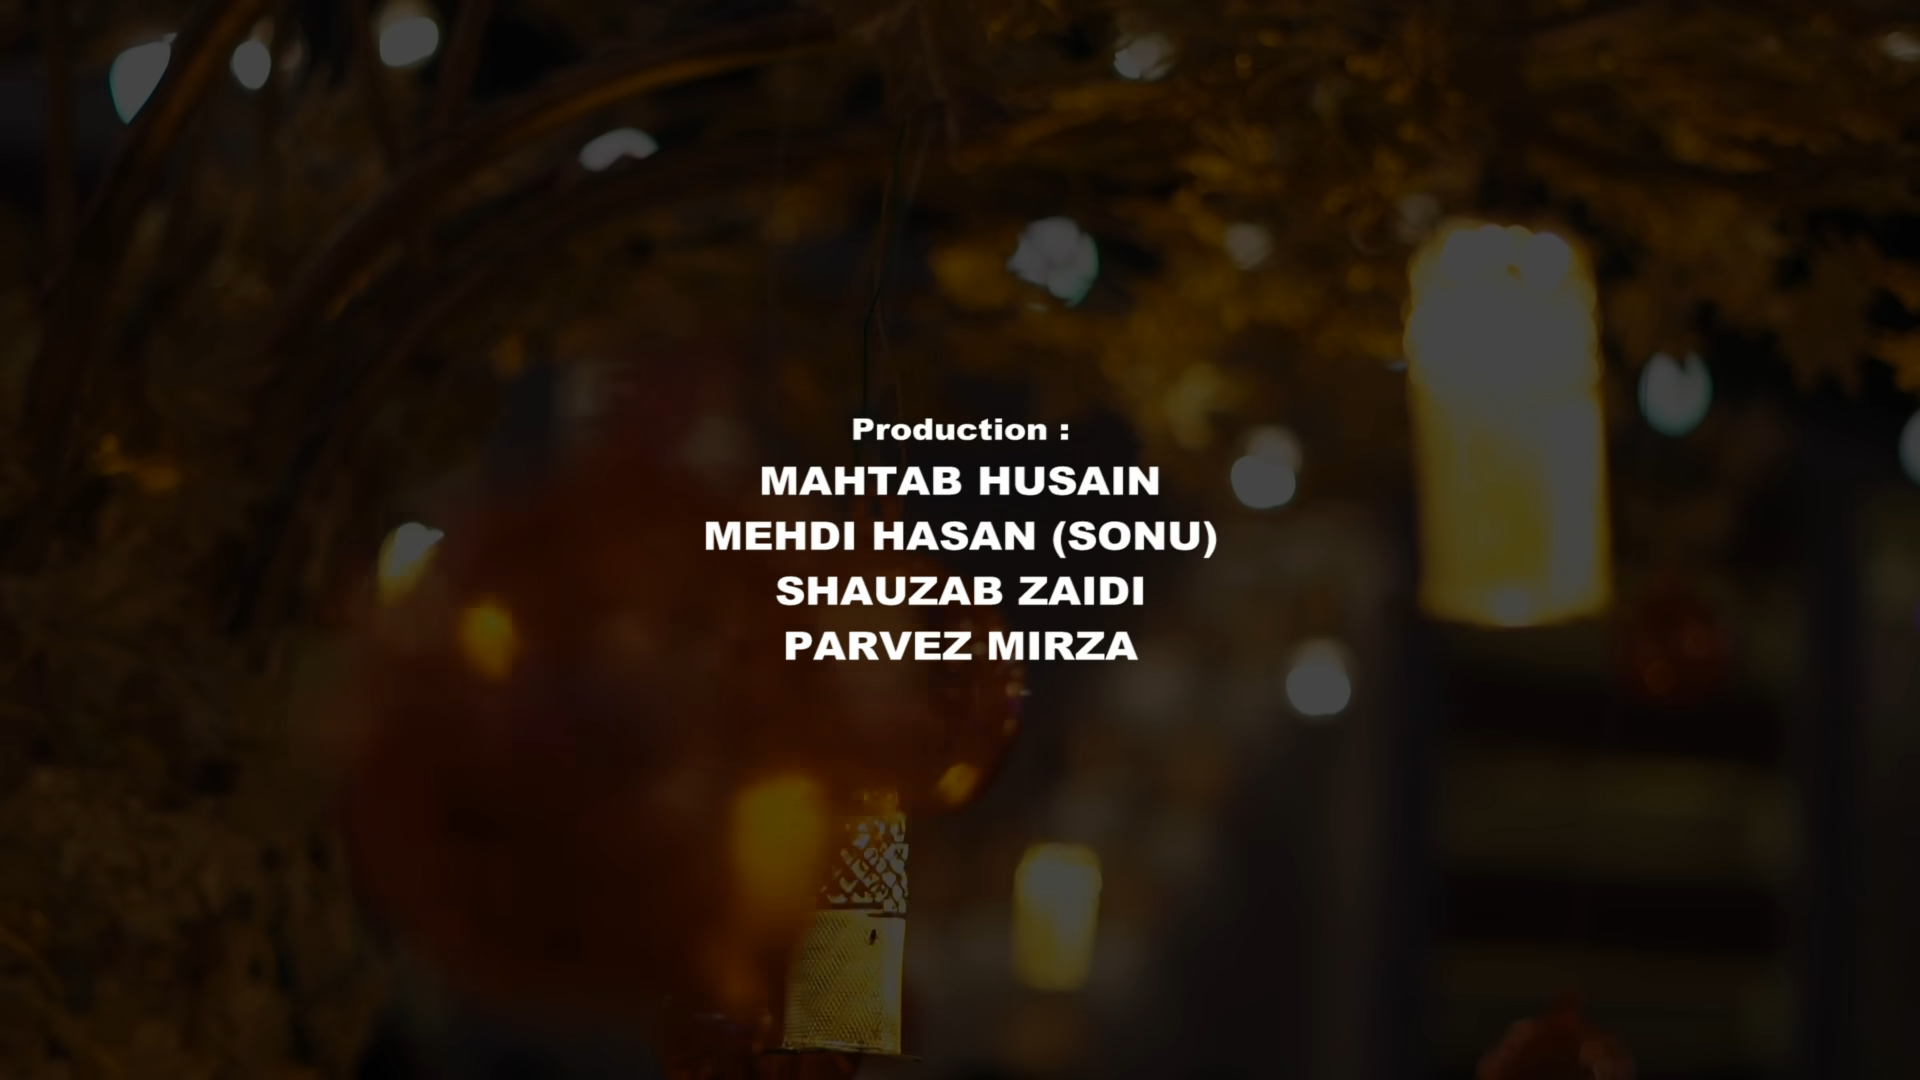 Production :
MAHTAB HUSAIN
MEHDI HASAN (SONU)
SHAUZAB ZAIDI
PARVEZ MIRZA